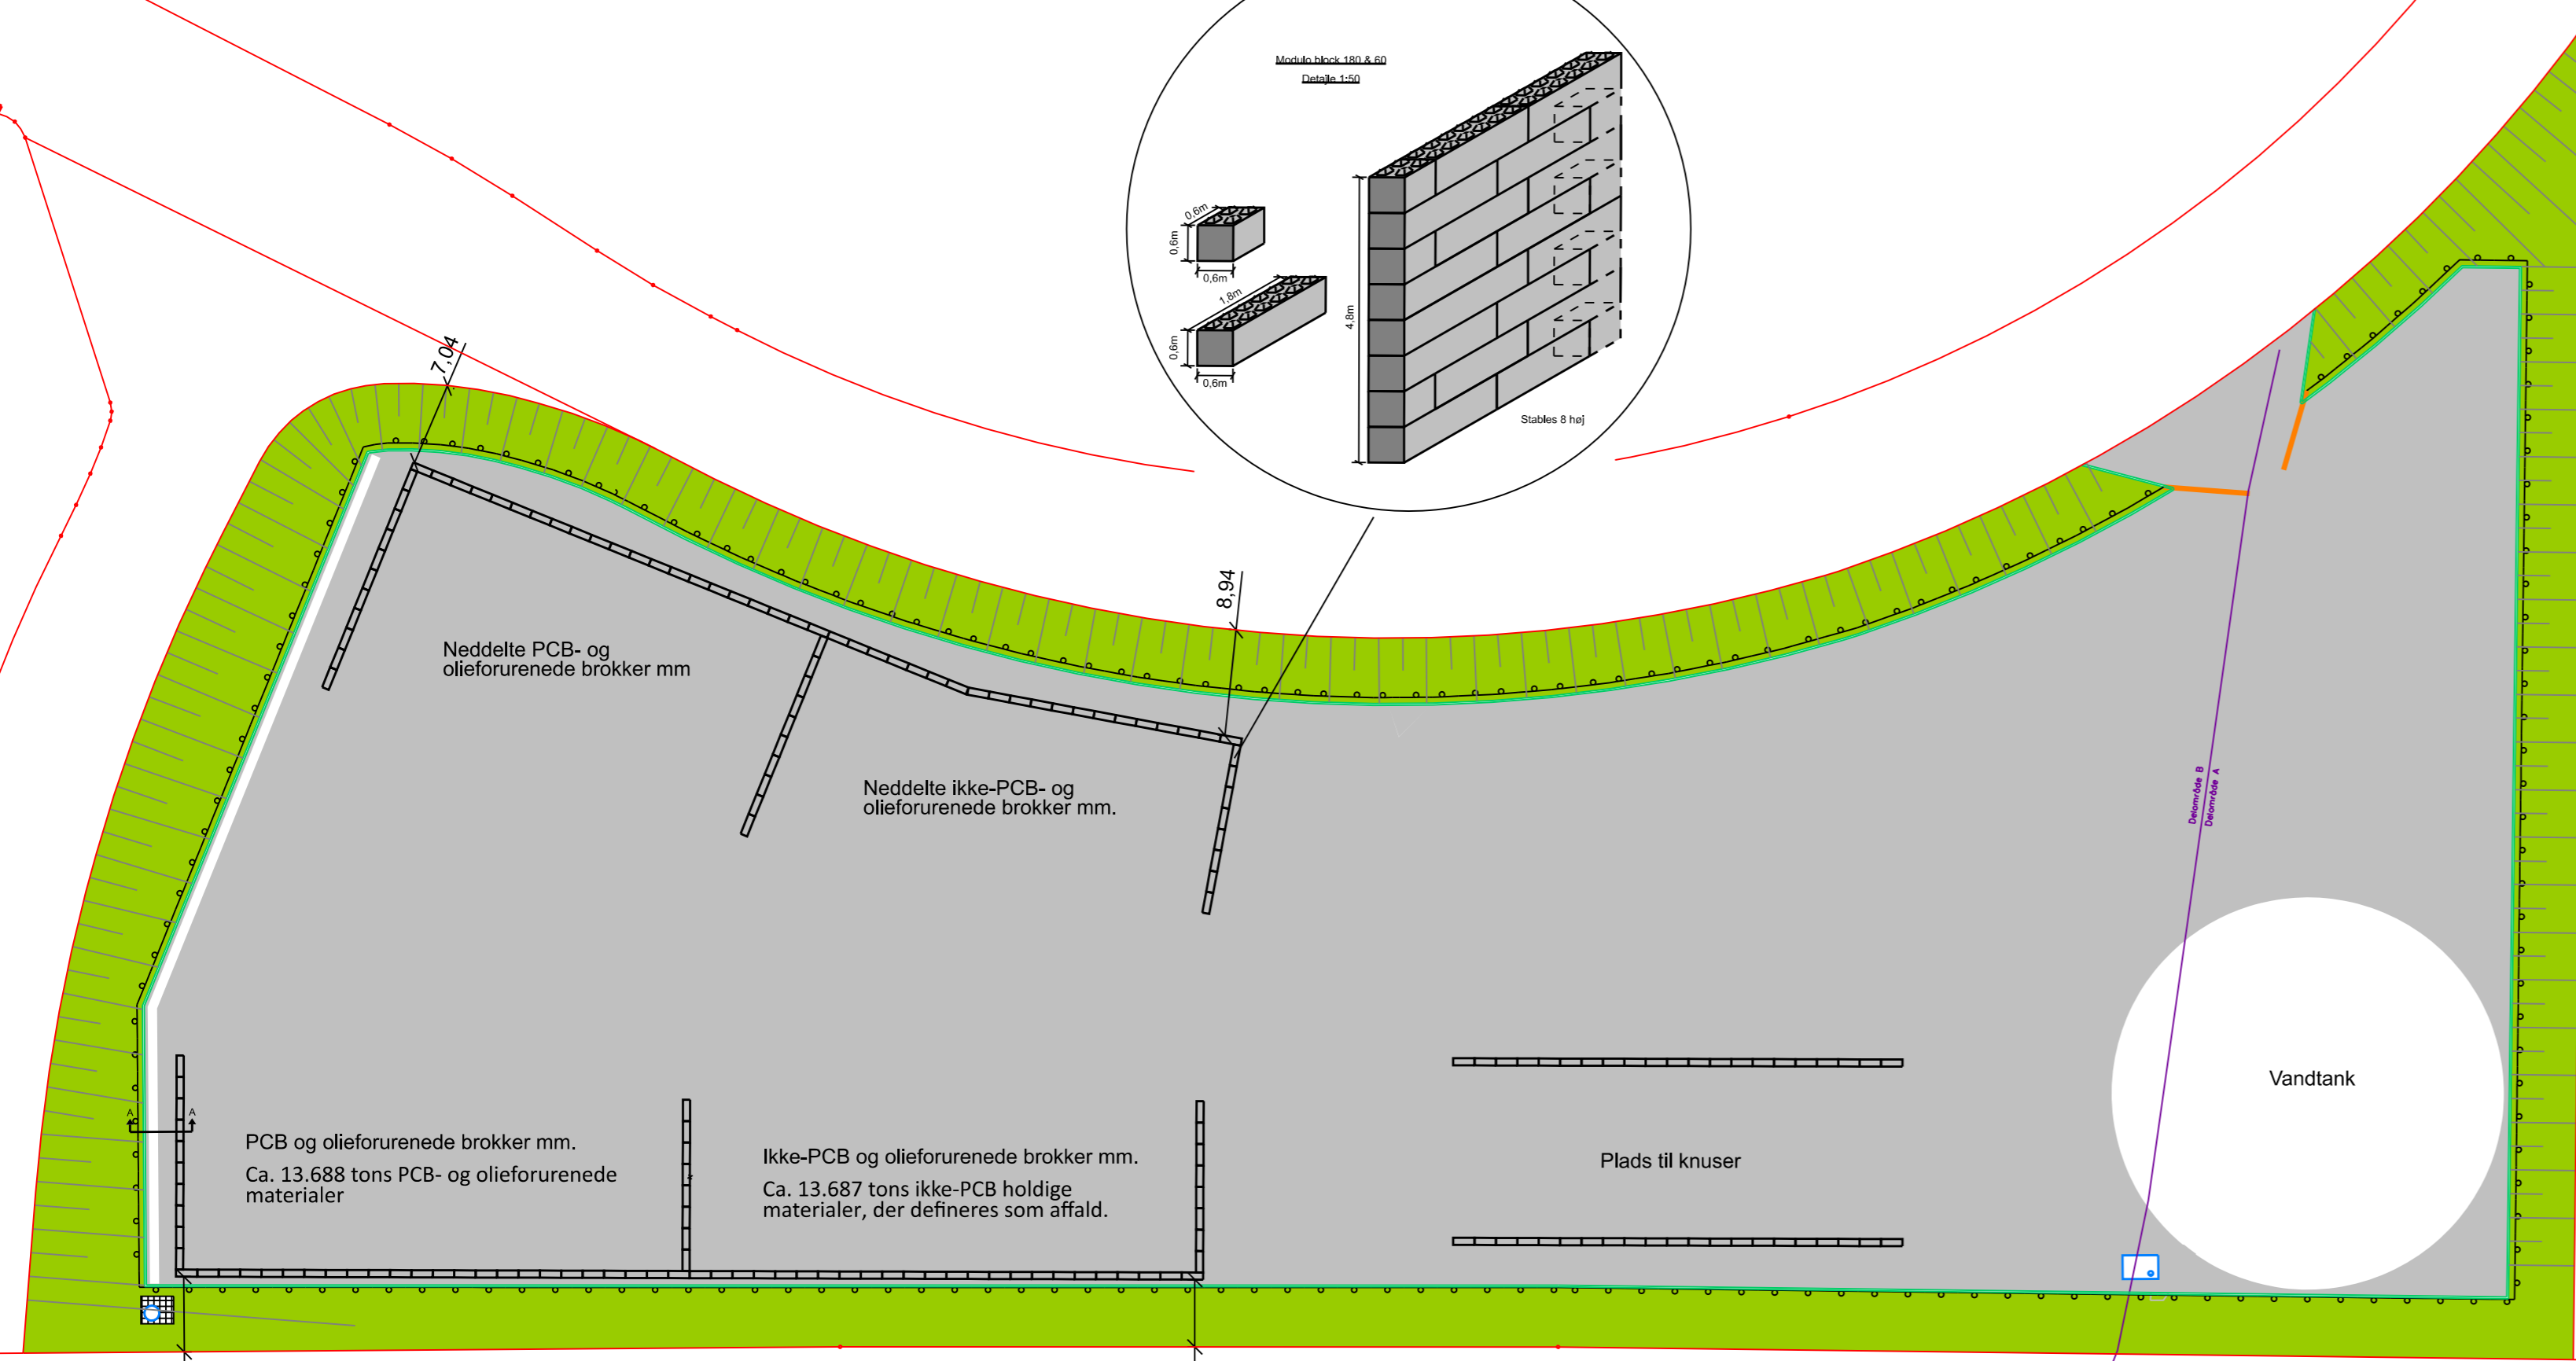 Modulo block 180 & 60
Detajle 1:50
0,6m
0,6m
0,6m
1,8m
0,6m
0,6m
4,8m
Stables 8 høj
7,04
8,94
Neddelte PCB- og
olieforurenede brokker mm
Neddelte ikke-PCB- og
olieforurenede brokker mm.
Delområde B
Delområde A
Vandtank
A
A
PCB og olieforurenede brokker mm.
Ca. 13.688 tons PCB- og olieforurenede
materialer
Ikke-PCB og olieforurenede brokker mm.
Ca. 13.687 tons ikke-PCB holdige
materialer, der defineres som affald.
Plads til knuser